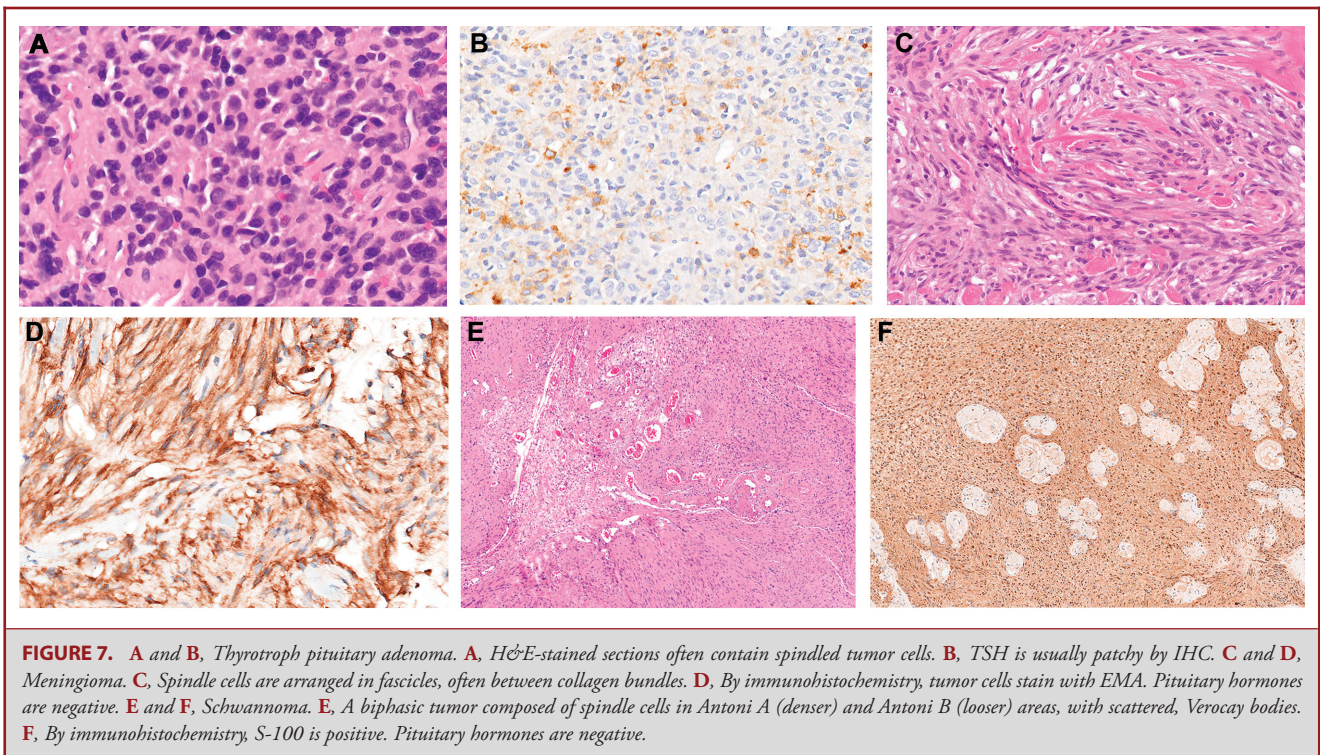 A
B
C
D
E
F
FIGURE 7. A and B, Thyrotroph pituitary adenoma. A, H&E-stained sections often contain spindled tumor cells. B, TSH is usually patchy by IHC. C and D,
Meningioma. C, Spindle cells are arranged in fascicles, often between collagen bundles. D, By immunohistochemistry, tumor cells stain with EMA. Pituitary hormones
are negative. E and F, Schwannoma. E, A biphasic tumor composed of spindle cells in Antoni A (denser) and Antoni B (looser) areas, with scattered, Verocay bodies.
F, By immunohistochemistry, S-100 is positive. Pituitary hormones are negative.